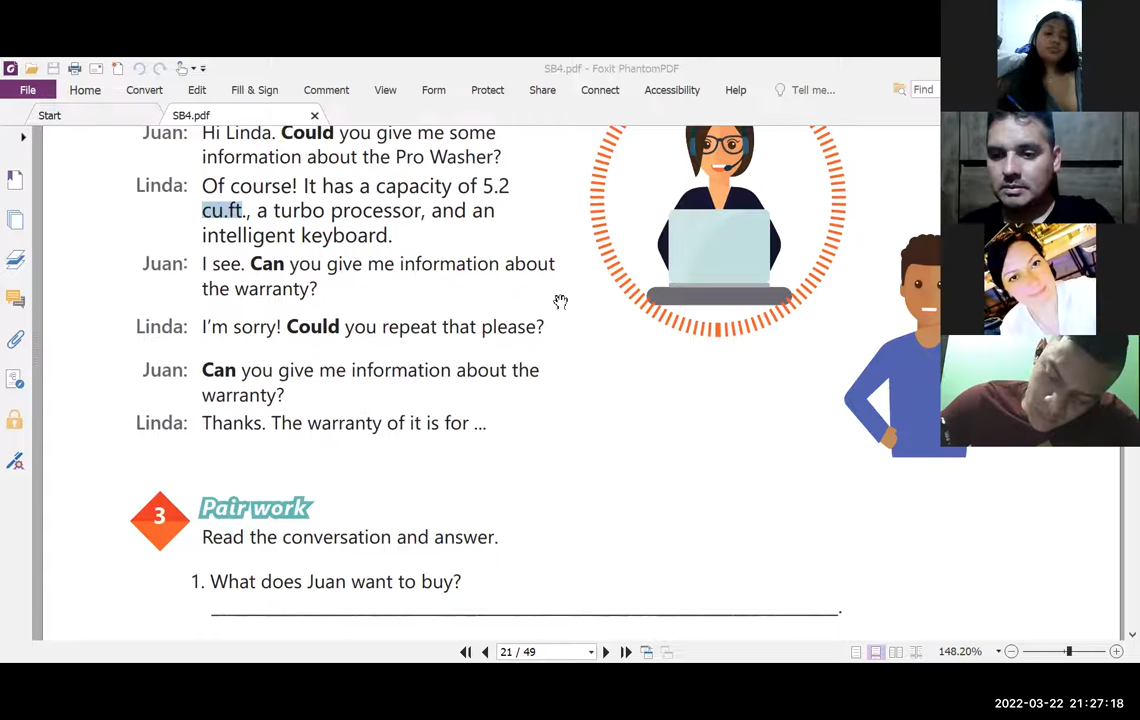 SB4.pdf - Foxit PhantomPDF
File Home Convert Edit Fill & Sign Comment View Form Protect Share Connect Accessibility Help Tell me... Find
Start SB4.pdf
Juan: Hi Linda. Could you give me some
information about the Pro Washer?
Linda: Of course! It has a capacity of 5.2
cu.ft., a turbo processor, and an
intelligent keyboard.
Juan: I see. Can you give me information about
the warranty?
Linda: I'm sorry! Could you repeat that please?
Juan: Can you give me information about the
warranty?
Linda: Thanks. The warranty of it is for ...
3 Pair work
Read the conversation and answer.
1. What does Juan want to buy?
21 / 49 148.20%
2022-03-22 21:27:18